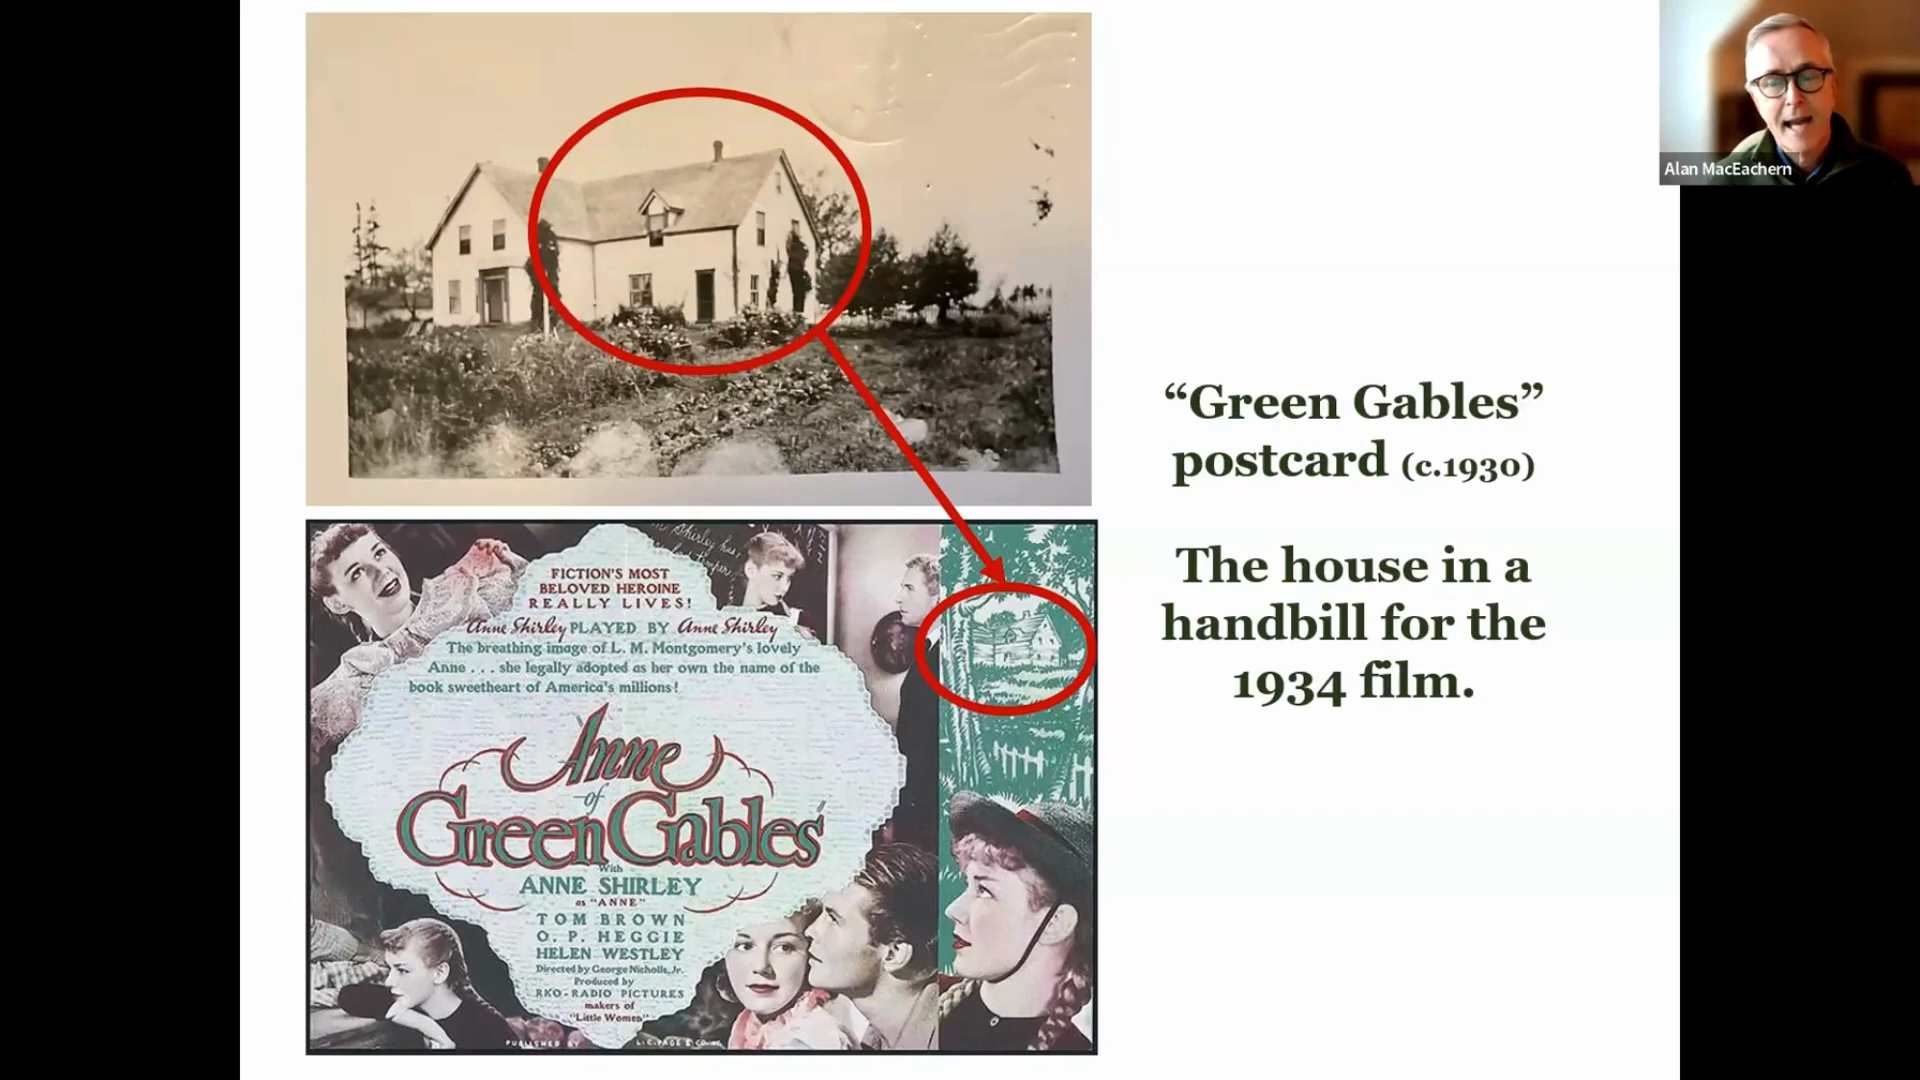 Alan MacEachern
“Green Gables”
postcard (c.1930)
The house in a
handbill for the
1934 film.
FICTION'S MOST
BELOVED HEROINE
REALLY LIVES!
Anne Shirley PLAYED BY Anne Shirley
The breathing image of L. M. Montgomery's lovely
Anne . . . she legally adopted as her own the name of the
book sweetheart of America's millions!
Anne
of
Green Gables
With
ANNE SHIRLEY
as "ANNE"
TOM BROWN
O. P. HEGGIE
HELEN WESTLEY
Directed by George Nicholls, Jr.
Produced by
RKO-RADIO PICTURES
makers of
"Little Women"
PUBLISHED BY L.C. PAGE & CO.
Shirley has
temper